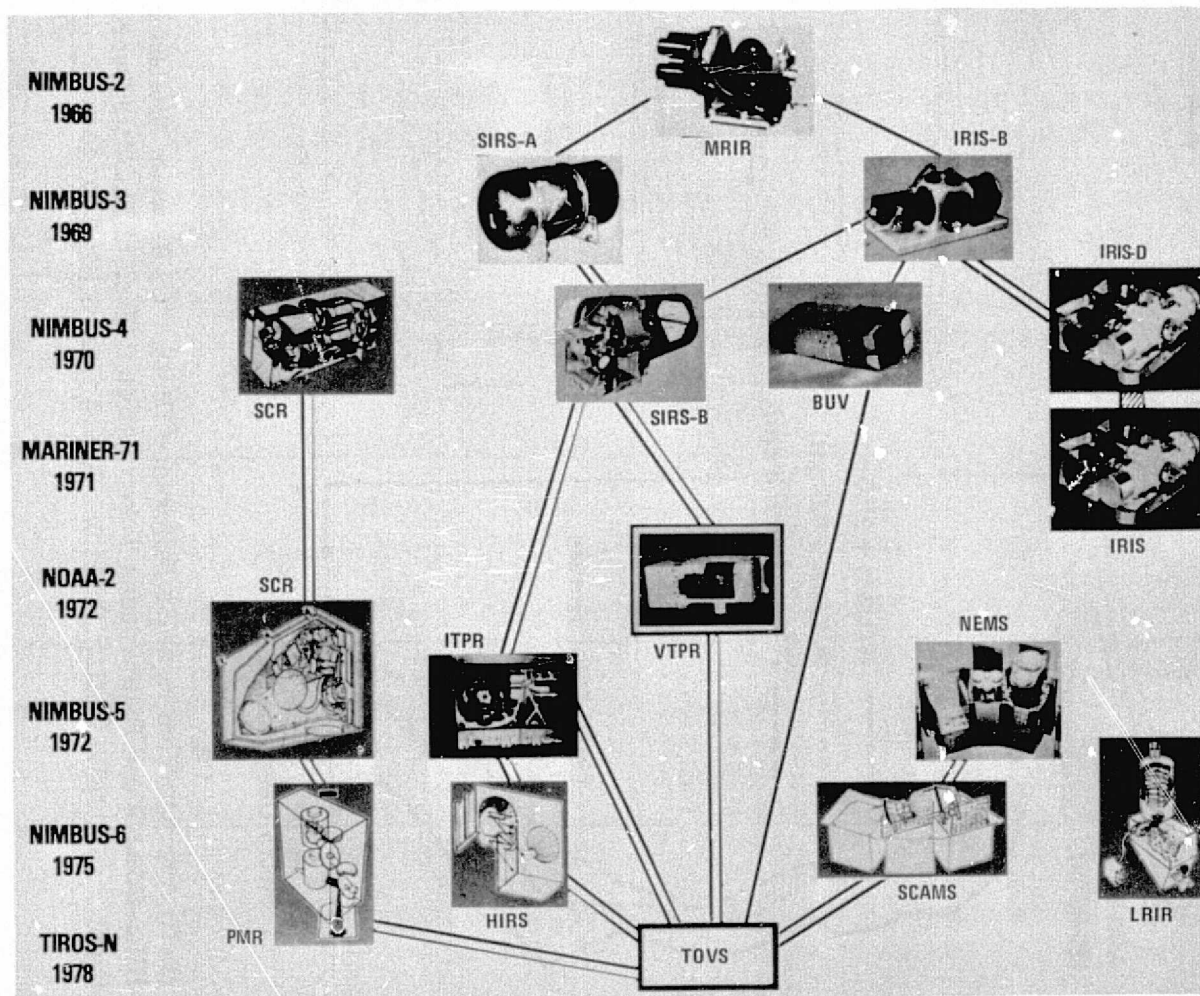 NIMBUS-2
1966
MRIR
SIRS-A
IRIS-B
NIMBUS-3
1969
IRIS-D
NIMBUS-4
1970
SCR
SIRS-B
BUV
MARINER-71
1971
IRIS
NOAA-2
1972
SCR
ITPR
VTPR
NEMS
NIMBUS-5
1972
NIMBUS-6
1975
HIRS
SCAMS
LRIR
PMR
TIROS-N
1978
TOVS